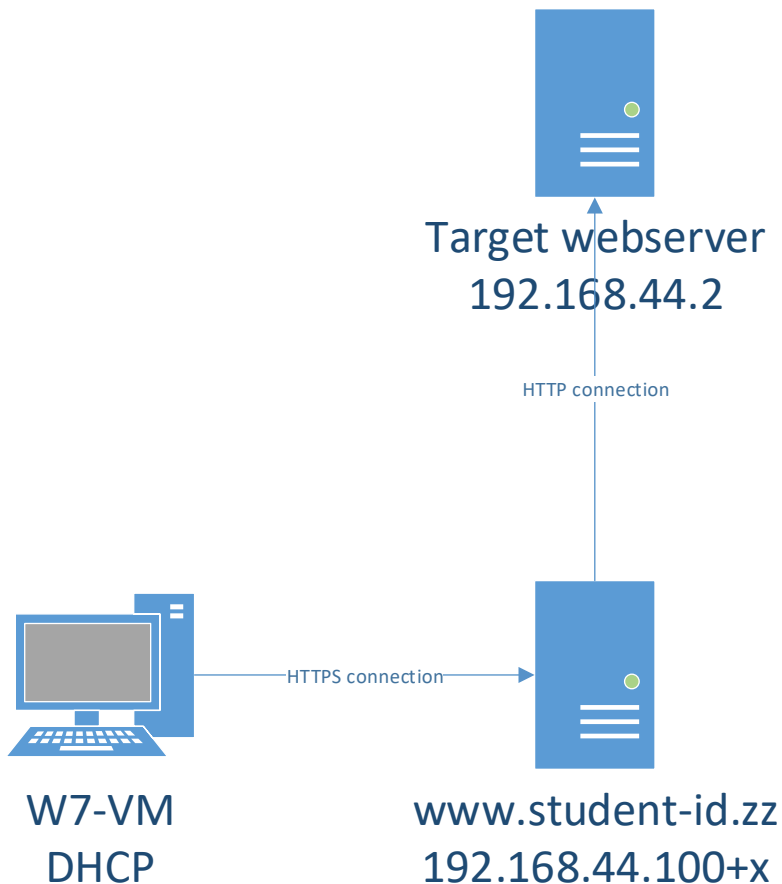 Target webserver
192.168.44.2
HTTP connection
HTTPS connection
W7-VM
DHCP
www.student-id.zz
192.168.44.100+x